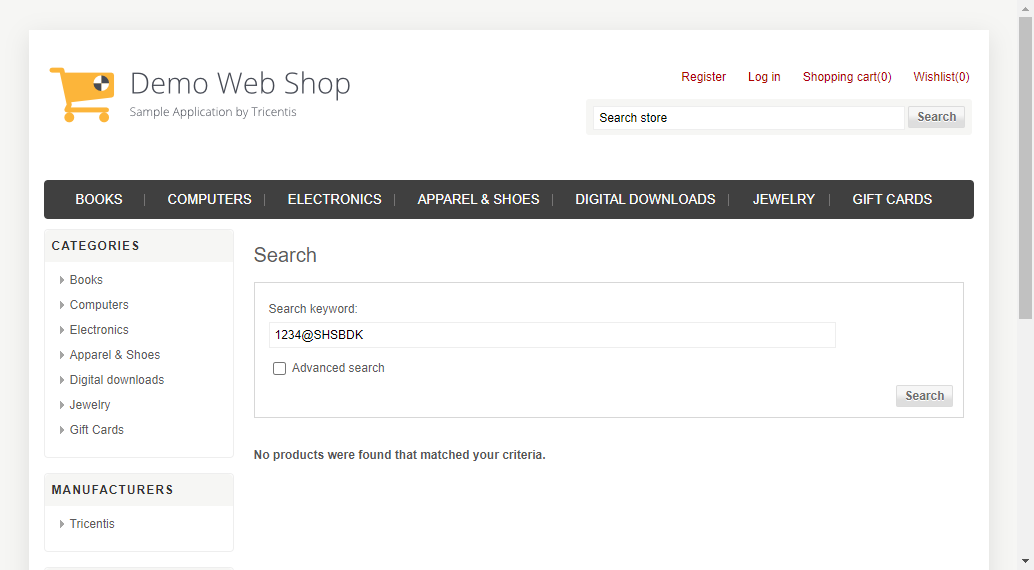 Demo Web Shop
Sample Application by Tricentis
Register Log in Shopping cart(0) Wishlist(0)
Search store Search
BOOKS COMPUTERS ELECTRONICS APPAREL & SHOES DIGITAL DOWNLOADS JEWELRY GIFT CARDS
CATEGORIES
Books
Computers
Electronics
Apparel & Shoes
Digital downloads
Jewelry
Gift Cards
MANUFACTURERS
Tricentis
Search
Search keyword:
1234@SHSBDK
Advanced search
Search
No products were found that matched your criteria.